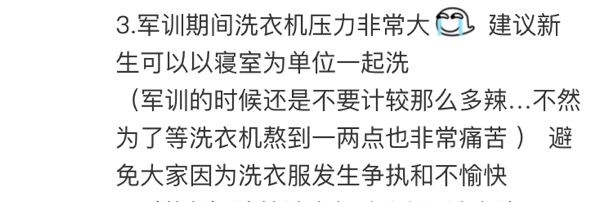 3.军训期间洗衣机压力非常大 建议新
生可以以寝室为单位一起洗
（军训的时候还是不要计较那么多辣…不然
为了等洗衣机熬到一两点也非常痛苦 ） 避
免大家因为洗衣服发生争执和不愉快